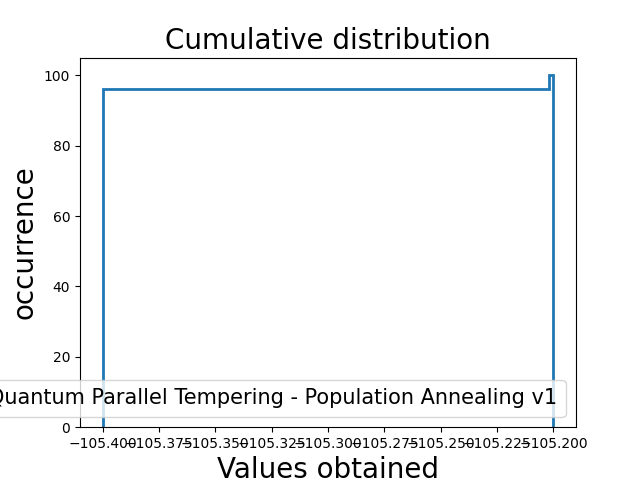 Cumulative distribution
100
80
60
40
20
0
occurrence
Quantum Parallel Tempering - Population Annealing v1
−105.400 −105.375 −105.350 −105.325 −105.300 −105.275 −105.250 −105.225 −105.200
Values obtained